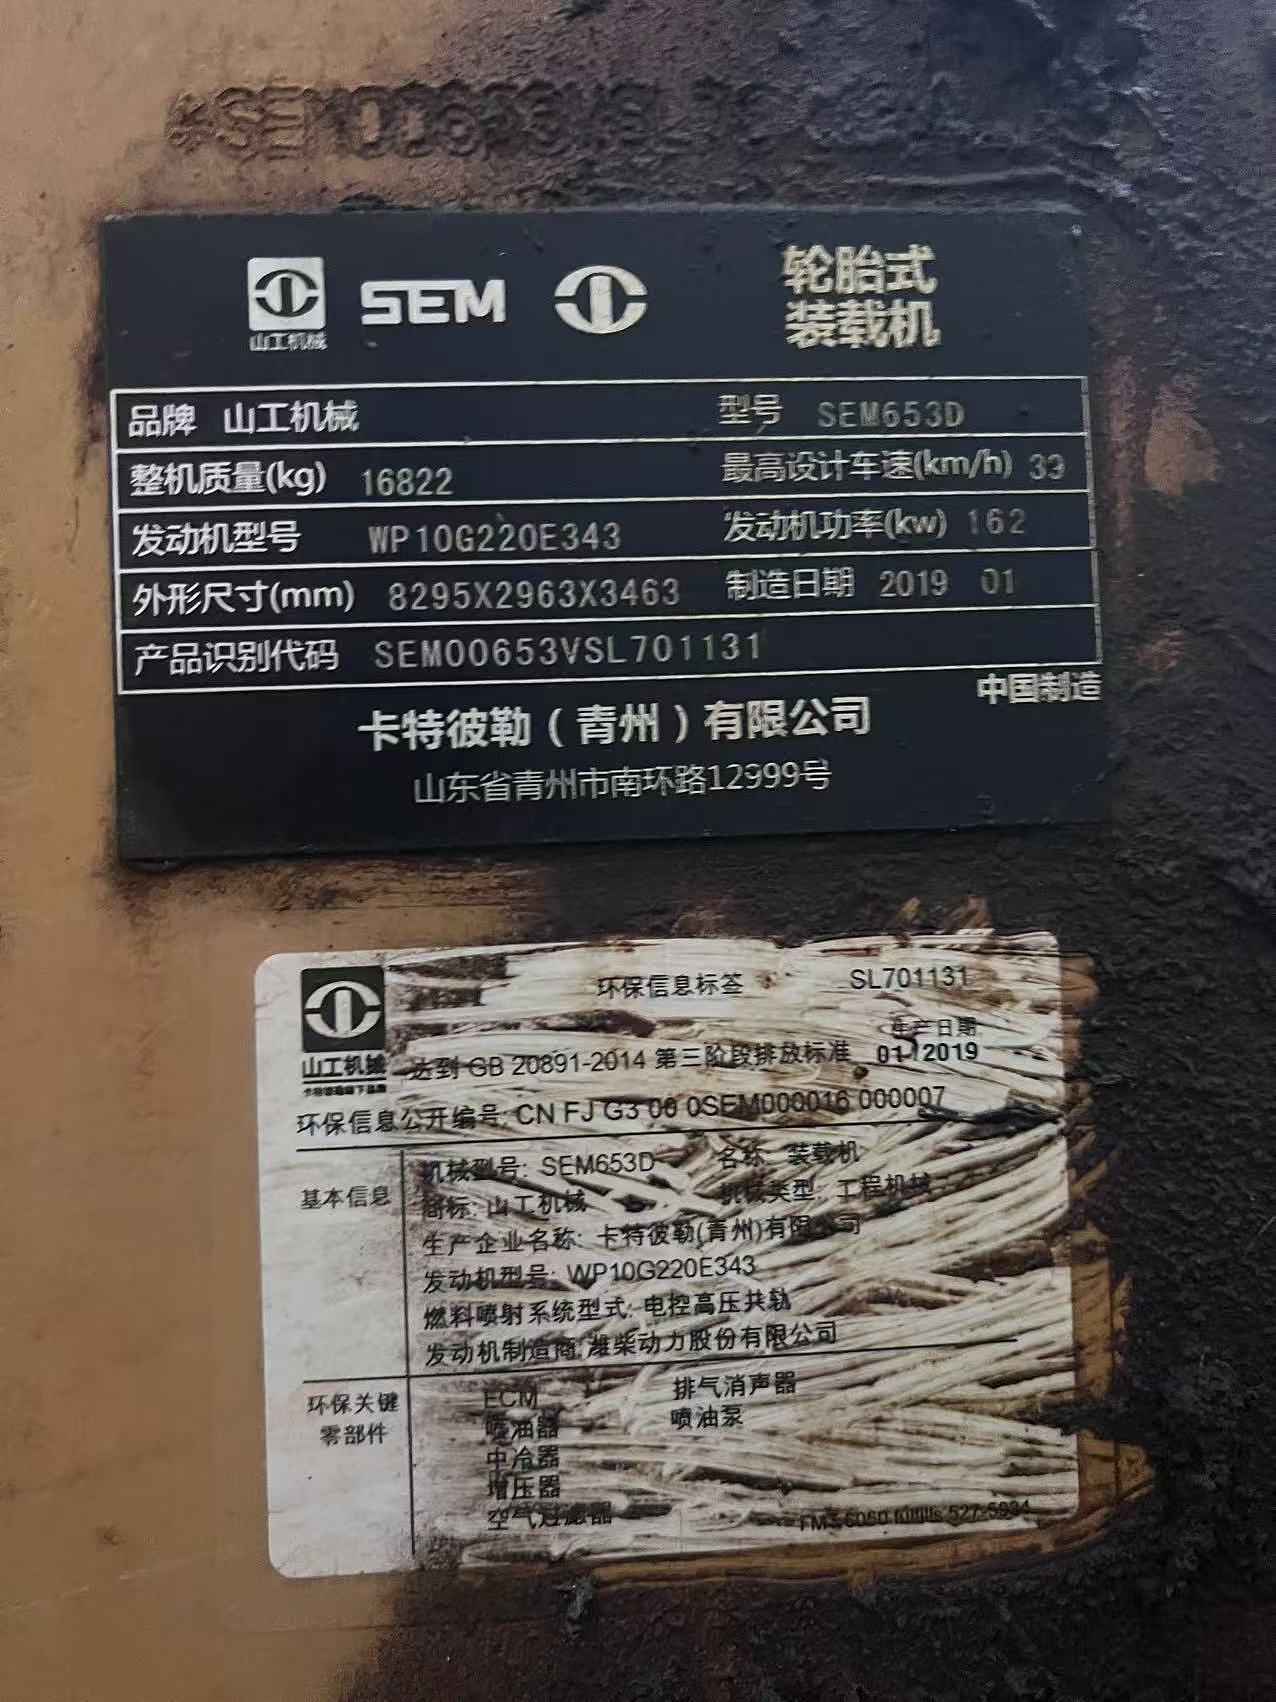 山工机械
SEM
轮胎式
装载机
品牌 山工机械 型号 SEM653D
整机质量(kg) 16822 最高设计车速(km/h) 39
发动机型号 WP10G220E343 发动机功率(kw) 162
外形尺寸(mm) 8295X2963X3463 制造日期 2019 01
产品识别代码 SEM00653VSL701131
中国制造
卡特彼勒（青州）有限公司
山东省青州市南环路12999号
环保信息标签 SL701131
山工机械
卡特彼勒旗下品牌
生产日期
达到 GB 20891-2014 第三阶段排放标准 01 2019
环保信息公开编号: CN FJ G3 00 0SEM000016 000007
基本信息
机械型号: SEM653D 名称: 装载机
商标: 山工机械 机械类型: 工程机械
生产企业名称: 卡特彼勒(青州)有限公司
发动机型号: WP10G220E343
燃料喷射系统型式: 电控高压共轨
发动机制造商: 潍柴动力股份有限公司
环保关键
零部件
ECM 排气消声器
喷油器 喷油泵
中冷器
增压器
空气过滤器
527-5934